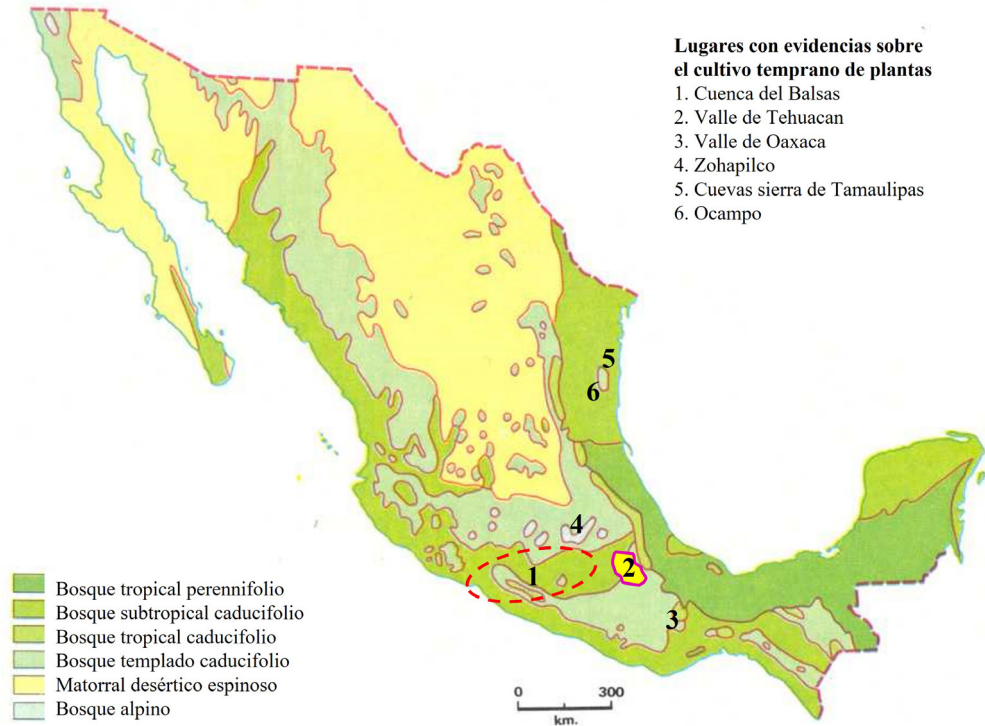 Lugares con evidencias sobre
el cultivo temprano de plantas
1. Cuenca del Balsas
2. Valle de Tehuacan
3. Valle de Oaxaca
4. Zohapilco
5. Cuevas sierra de Tamaulipas
6. Ocampo
5
6
4
1
2
3
Bosque tropical perennifolio
Bosque subtropical caducifolio
Bosque tropical caducifolio
Bosque templado caducifolio
Matorral desértico espinoso
Bosque alpino
0 300
km.